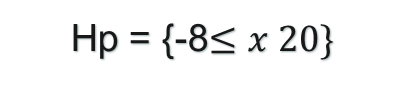 Hp = {-8≤ x 20}